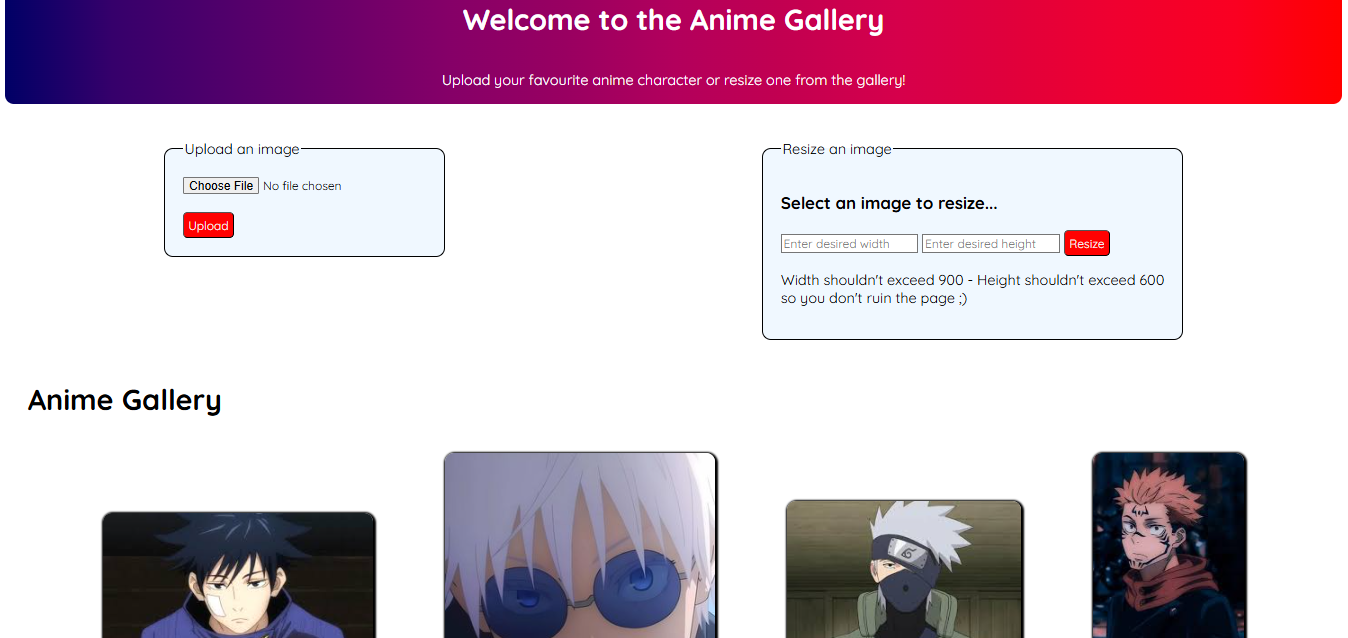 Welcome to the Anime Gallery
Upload your favourite anime character or resize one from the gallery!
Upload an image
Choose File No file chosen
Upload
Resize an image
Select an image to resize...
Enter desired width Enter desired height Resize
Width shouldn't exceed 900 - Height shouldn't exceed 600
so you don't ruin the page ;)
Anime Gallery